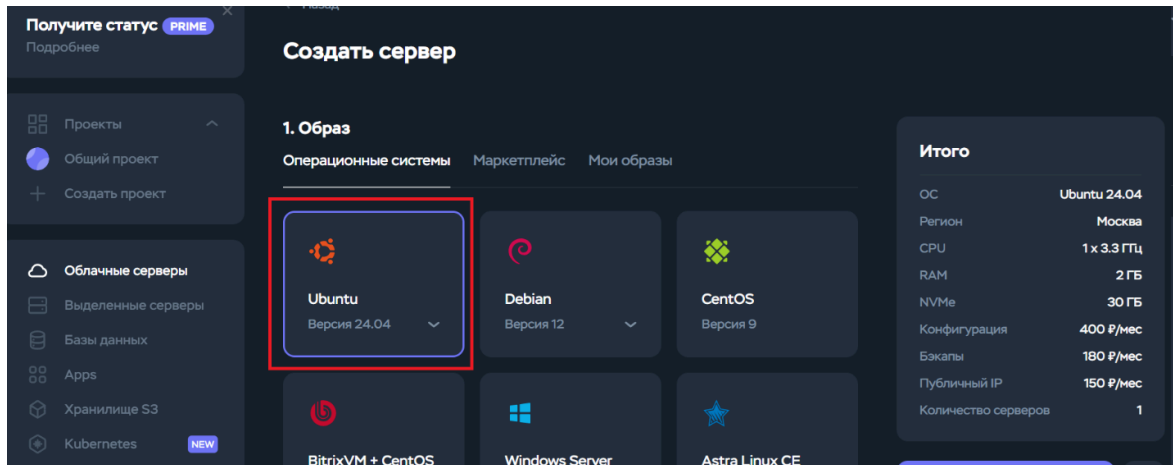 Получите статус PRIME
Подробнее
Проекты
Общий проект
Создать проект
Облачные серверы
Выделенные серверы
Базы данных
Apps
Хранилище S3
Kubernetes NEW
Назад
Создать сервер
1. Образ
Операционные системы Маркетплейс Мои образы
Ubuntu
Версия 24.04
Debian
Версия 12
CentOS
Версия 9
BitrixVM + CentOS
Windows Server
Astra Linux CE
Итого
ОС Ubuntu 24.04
Регион Москва
CPU 1 x 3.3 ГГц
RAM 2 ГБ
NVMe 30 ГБ
Конфигурация 400 ₽/мес
Бэкапы 180 ₽/мес
Публичный IP 150 ₽/мес
Количество серверов 1